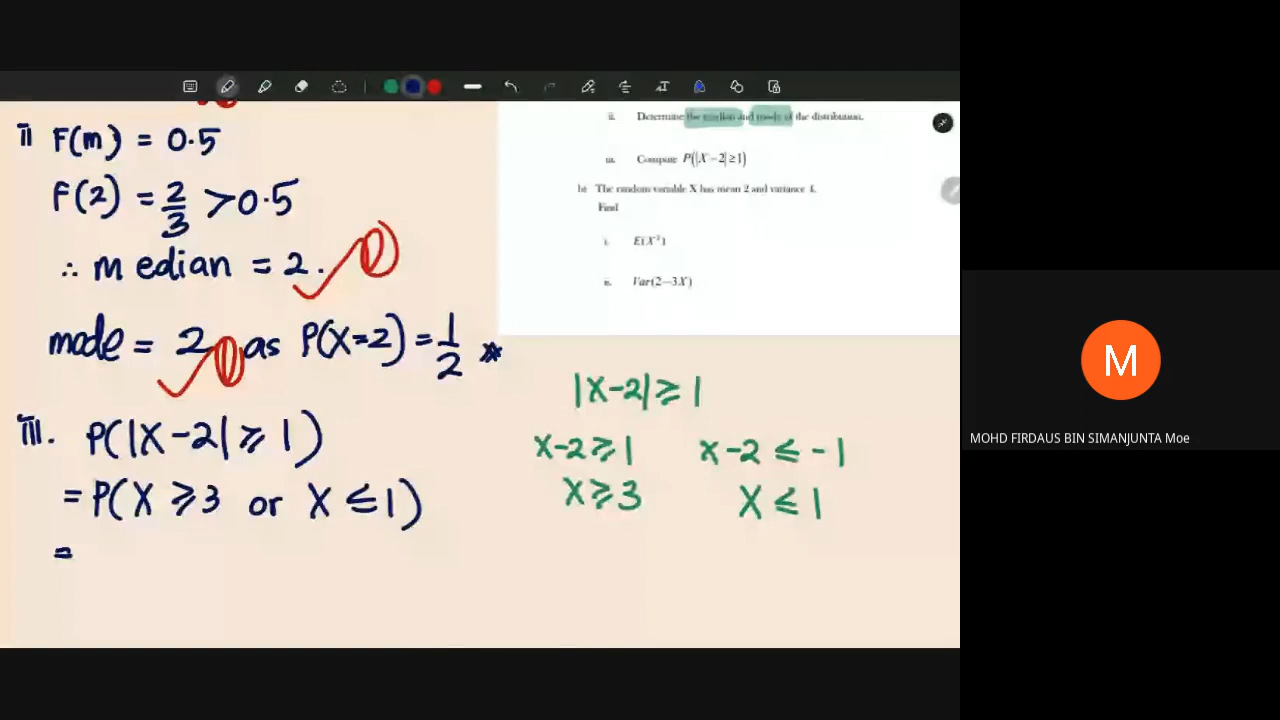 ii F(m) = 0.5
F(2) = 2/3 > 0.5
∴ median = 2.
①
mode = 2 as P(X=2) = 1/2 *
①
iii. P(|X-2| ≥ 1)
= P(X ≥ 3 or X ≤ 1)
=
ii. Determine the median and mode of the distribution.
iii. Compute P(|X-2| ≥ 1)
b) The random variable X has mean 2 and variance 4.
Find
i. E(X²)
ii. Var(2-3X)
|X-2| ≥ 1
X-2 ≥ 1 X-2 ≤ -1
X ≥ 3 X ≤ 1
M
MOHD FIRDAUS BIN SIMANJUNTA Moe